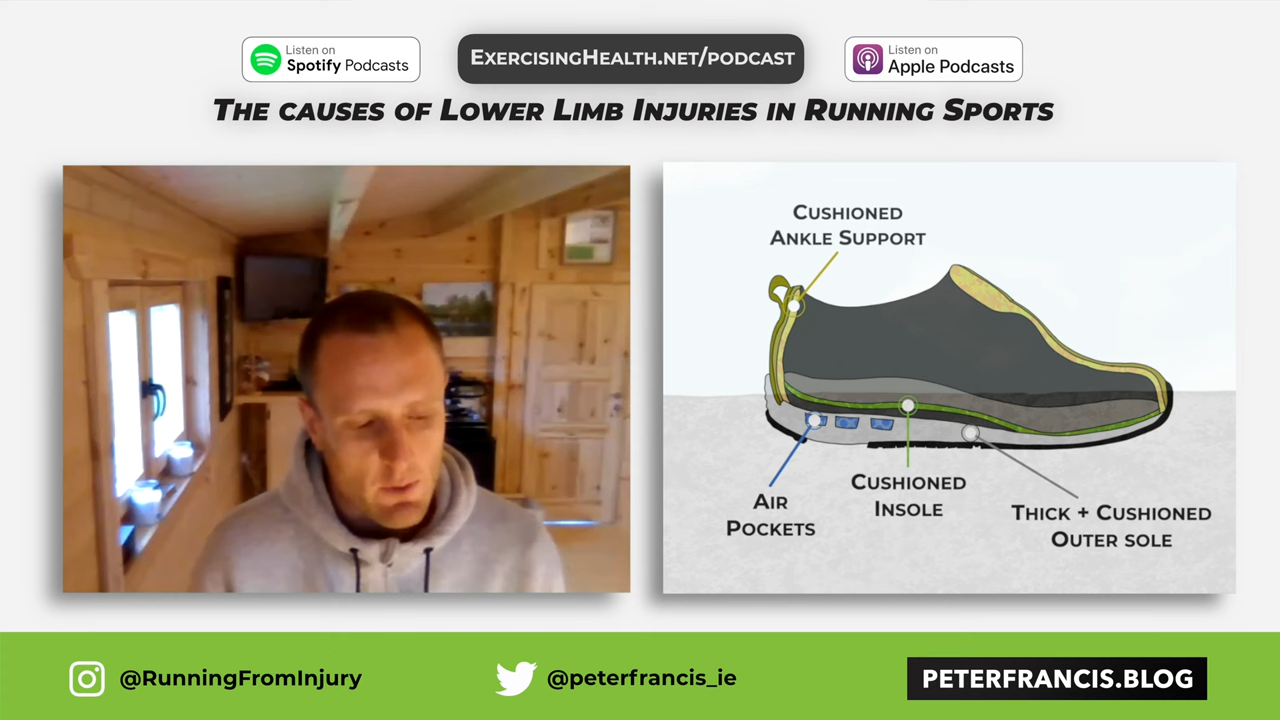 Listen on
Spotify Podcasts
EXERCISINGHEALTH.NET/PODCAST
Listen on
Apple Podcasts
THE CAUSES OF LOWER LIMB INJURIES IN RUNNING SPORTS
CUSHIONED
ANKLE SUPPORT
AIR
POCKETS
CUSHIONED
INSOLE
THICK + CUSHIONED
OUTER SOLE
@RunningFromInjury
@peterfrancis_ie
PETERFRANCIS.BLOG